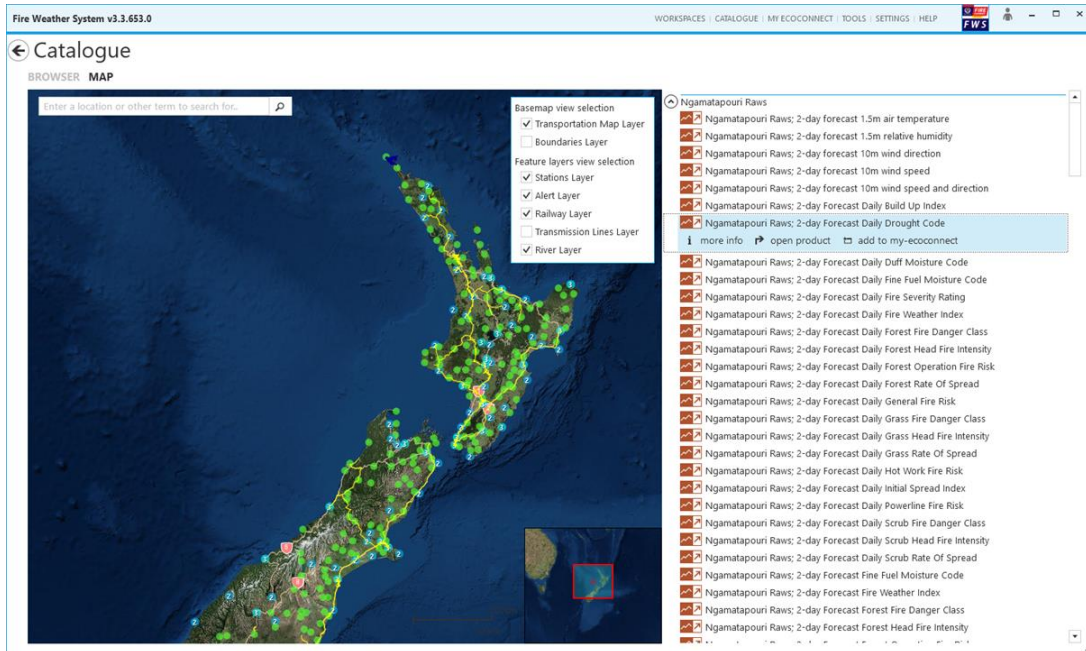 Fire Weather System v3.3.653.0
WORKSPACES | CATALOGUE | MY ECOCONNECT | TOOLS | SETTINGS | HELP
FIRE
FWS
Catalogue
BROWSER MAP
Enter a location or other term to search for..
Basemap view selection
Transportation Map Layer
Boundaries Layer
Feature layers view selection
Stations Layer
Alert Layer
Railway Layer
Transmission Lines Layer
River Layer
Ngamatapouri Raws
Ngamatapouri Raws; 2-day forecast 1.5m air temperature
Ngamatapouri Raws; 2-day forecast 1.5m relative humidity
Ngamatapouri Raws; 2-day forecast 10m wind direction
Ngamatapouri Raws; 2-day forecast 10m wind speed
Ngamatapouri Raws; 2-day forecast 10m wind speed and direction
Ngamatapouri Raws; 2-day Forecast Daily Build Up Index
Ngamatapouri Raws; 2-day Forecast Daily Drought Code
more info open product add to my-ecoconnect
Ngamatapouri Raws; 2-day Forecast Daily Duff Moisture Code
Ngamatapouri Raws; 2-day Forecast Daily Fine Fuel Moisture Code
Ngamatapouri Raws; 2-day Forecast Daily Fire Severity Rating
Ngamatapouri Raws; 2-day Forecast Daily Fire Weather Index
Ngamatapouri Raws; 2-day Forecast Daily Forest Fire Danger Class
Ngamatapouri Raws; 2-day Forecast Daily Forest Head Fire Intensity
Ngamatapouri Raws; 2-day Forecast Daily Forest Operation Fire Risk
Ngamatapouri Raws; 2-day Forecast Daily Forest Rate Of Spread
Ngamatapouri Raws; 2-day Forecast Daily General Fire Risk
Ngamatapouri Raws; 2-day Forecast Daily Grass Fire Danger Class
Ngamatapouri Raws; 2-day Forecast Daily Grass Head Fire Intensity
Ngamatapouri Raws; 2-day Forecast Daily Grass Rate Of Spread
Ngamatapouri Raws; 2-day Forecast Daily Hot Work Fire Risk
Ngamatapouri Raws; 2-day Forecast Daily Initial Spread Index
Ngamatapouri Raws; 2-day Forecast Daily Powerline Fire Risk
Ngamatapouri Raws; 2-day Forecast Daily Scrub Fire Danger Class
Ngamatapouri Raws; 2-day Forecast Daily Scrub Head Fire Intensity
Ngamatapouri Raws; 2-day Forecast Daily Scrub Rate Of Spread
Ngamatapouri Raws; 2-day Forecast Fine Fuel Moisture Code
Ngamatapouri Raws; 2-day Forecast Fire Weather Index
Ngamatapouri Raws; 2-day Forecast Forest Fire Danger Class
Ngamatapouri Raws; 2-day Forecast Forest Head Fire Intensity